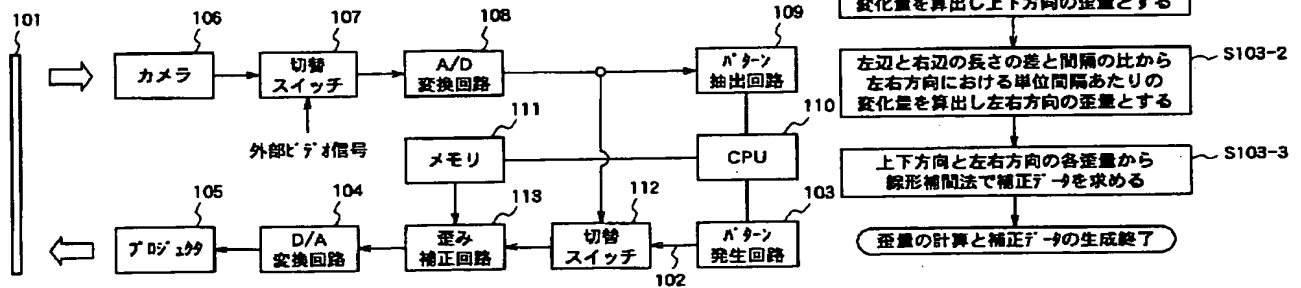 101
106
カメラ
107
切替
スイッチ
外部ビデオ信号
108
A/D
変換回路
109
パターン
抽出回路
111
メモリ
110
CPU
105
プロジェクタ
104
D/A
変換回路
113
歪み
補正回路
112
切替
スイッチ
102
103
パターン
発生回路
変化量を算出し上下方向の歪量とする
S103-2
左辺と右辺の長さの差と間隔の比から
左右方向における単位間隔あたりの
変化量を算出し左右方向の歪量とする
S103-3
上下方向と左右方向の各歪量から
線形補間法で補正データを求める
歪量の計算と補正データの生成終了